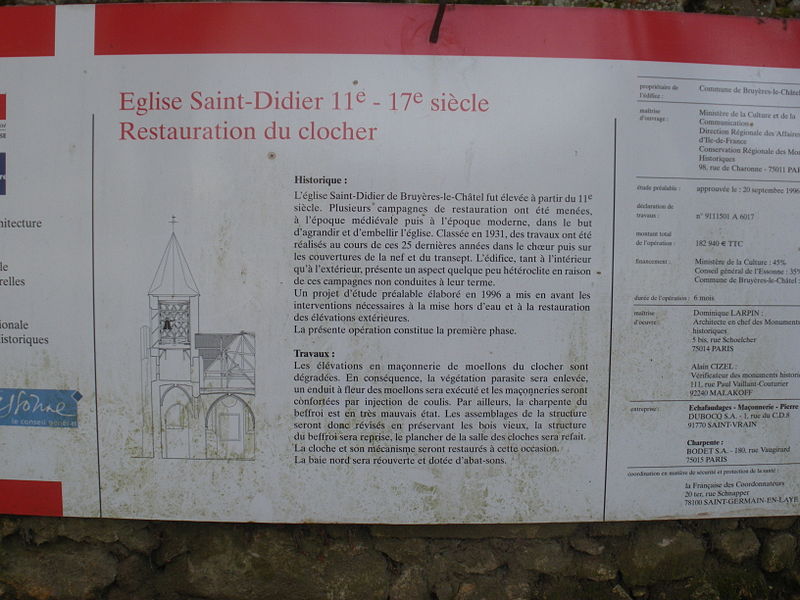 chitecture
le
relles
ionale
istoriques
essonne
le conseil général
Eglise Saint-Didier 11e - 17e siècle
Restauration du clocher
Historique :
L'église Saint-Didier de Bruyères-le-Châtel fut élevée à partir du 11e
siècle. Plusieurs campagnes de restauration ont été menées,
à l'époque médiévale puis à l'époque moderne, dans le but
d'agrandir et d'embellir l'église. Classée en 1931, des travaux ont été
réalisés au cours de ces 25 dernières années dans le chœur puis sur
les couvertures de la nef et du transept. L'édifice, tant à l'intérieur
qu'à l'extérieur, présente un aspect quelque peu hétéroclite en raison
de ces campagnes non conduites à leur terme.
Un projet d'étude préalable élaboré en 1996 a mis en avant les
interventions nécessaires à la mise hors d'eau et à la restauration
des élévations extérieures.
La présente opération constitue la première phase.
Travaux :
Les élévations en maçonnerie de moellons du clocher sont
dégradées. En conséquence, la végétation parasite sera enlevée,
un enduit à fleur des moellons sera exécuté et les maçonneries seront
confortées par injection de coulis. Par ailleurs, la charpente du
beffroi est en très mauvais état. Les assemblages de la structure
seront donc révisés en préservant les bois vieux, la structure
du beffroi sera reprise, le plancher de la salle des cloches sera refait.
La cloche et son mécanisme seront restaurés à cette occasion.
La baie nord sera réouverte et dotée d'abat-sons.
propriétaire de Commune de Bruyères-le-Châtel
l'édifice :
maîtrise Ministère de la Culture et de la
d'ouvrage : Communication
Direction Régionale des Affaires
d'Ile-de-France
Conservation Régionale des Mon
Historiques
98, rue de Charonne - 75011 PAR
étude préalable : approuvée le : 20 septembre 1996
déclaration de
travaux : n° 9111501 A 6017
montant total
de l'opération : 182 940 € TTC
financement : Ministère de la Culture : 45%
Conseil général de l'Essonne : 35%
Commune de Bruyères-le-Châtel :
durée de l'opération : 6 mois
maîtrise Dominique LARPIN :
d'oeuvre : Architecte en chef des Monuments
historiques
5 bis, rue Schoelcher
75014 PARIS
Alain CIZEL :
Vérificateur des monuments histori
111, rue Paul Vaillant-Couturier
92240 MALAKOFF
entreprise : Echafaudages - Maçonnerie - Pierre
DUBOCQ S.A. - 1, rue du C.D.8
91770 SAINT-VRAIN
Charpente :
BODET S.A. - 180, rue Vaugirard
75015 PARIS
coordination en matière de sécurité et protection de la santé :
la Française des Coordonnateurs
20 ter, rue Schnapper
78100 SAINT-GERMAIN-EN-LAYE